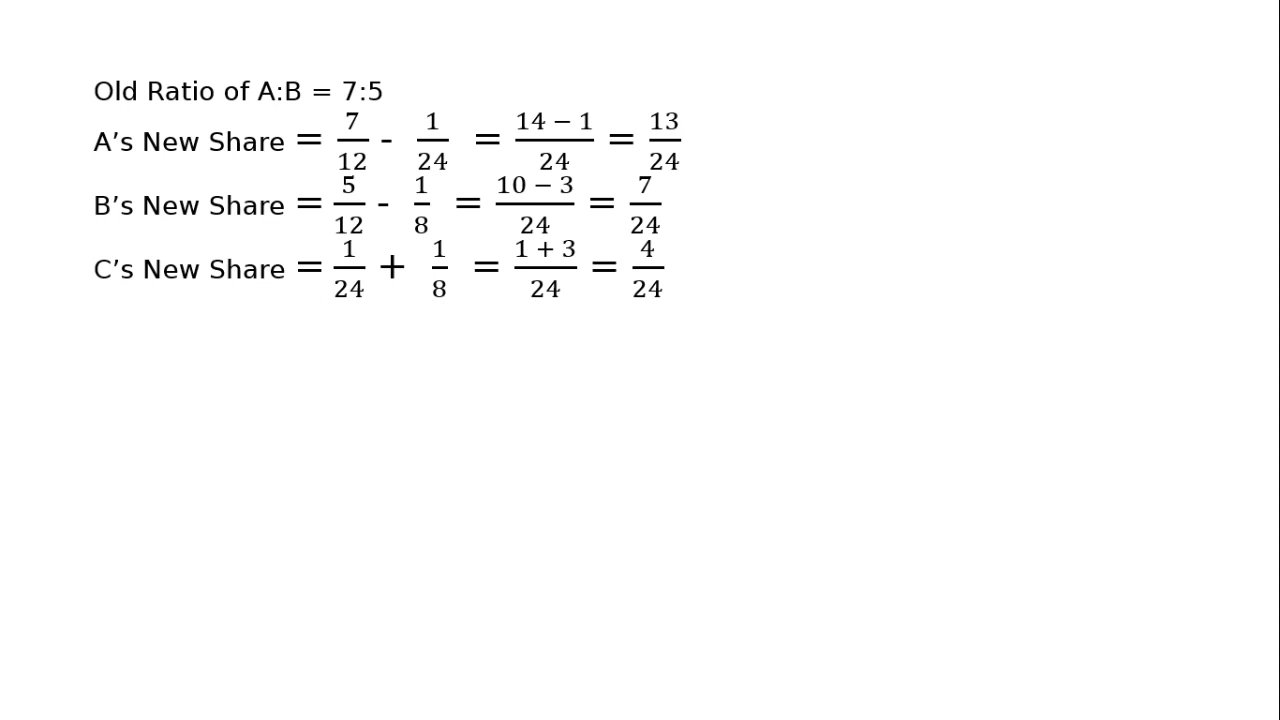 Old Ratio of A:B = 7:5
A’s New Share = 7/12 - 1/24 = 14 − 1/24 = 13/24
B’s New Share = 5/12 - 1/8 = 10 − 3/24 = 7/24
C’s New Share = 1/24 + 1/8 = 1 + 3/24 = 4/24